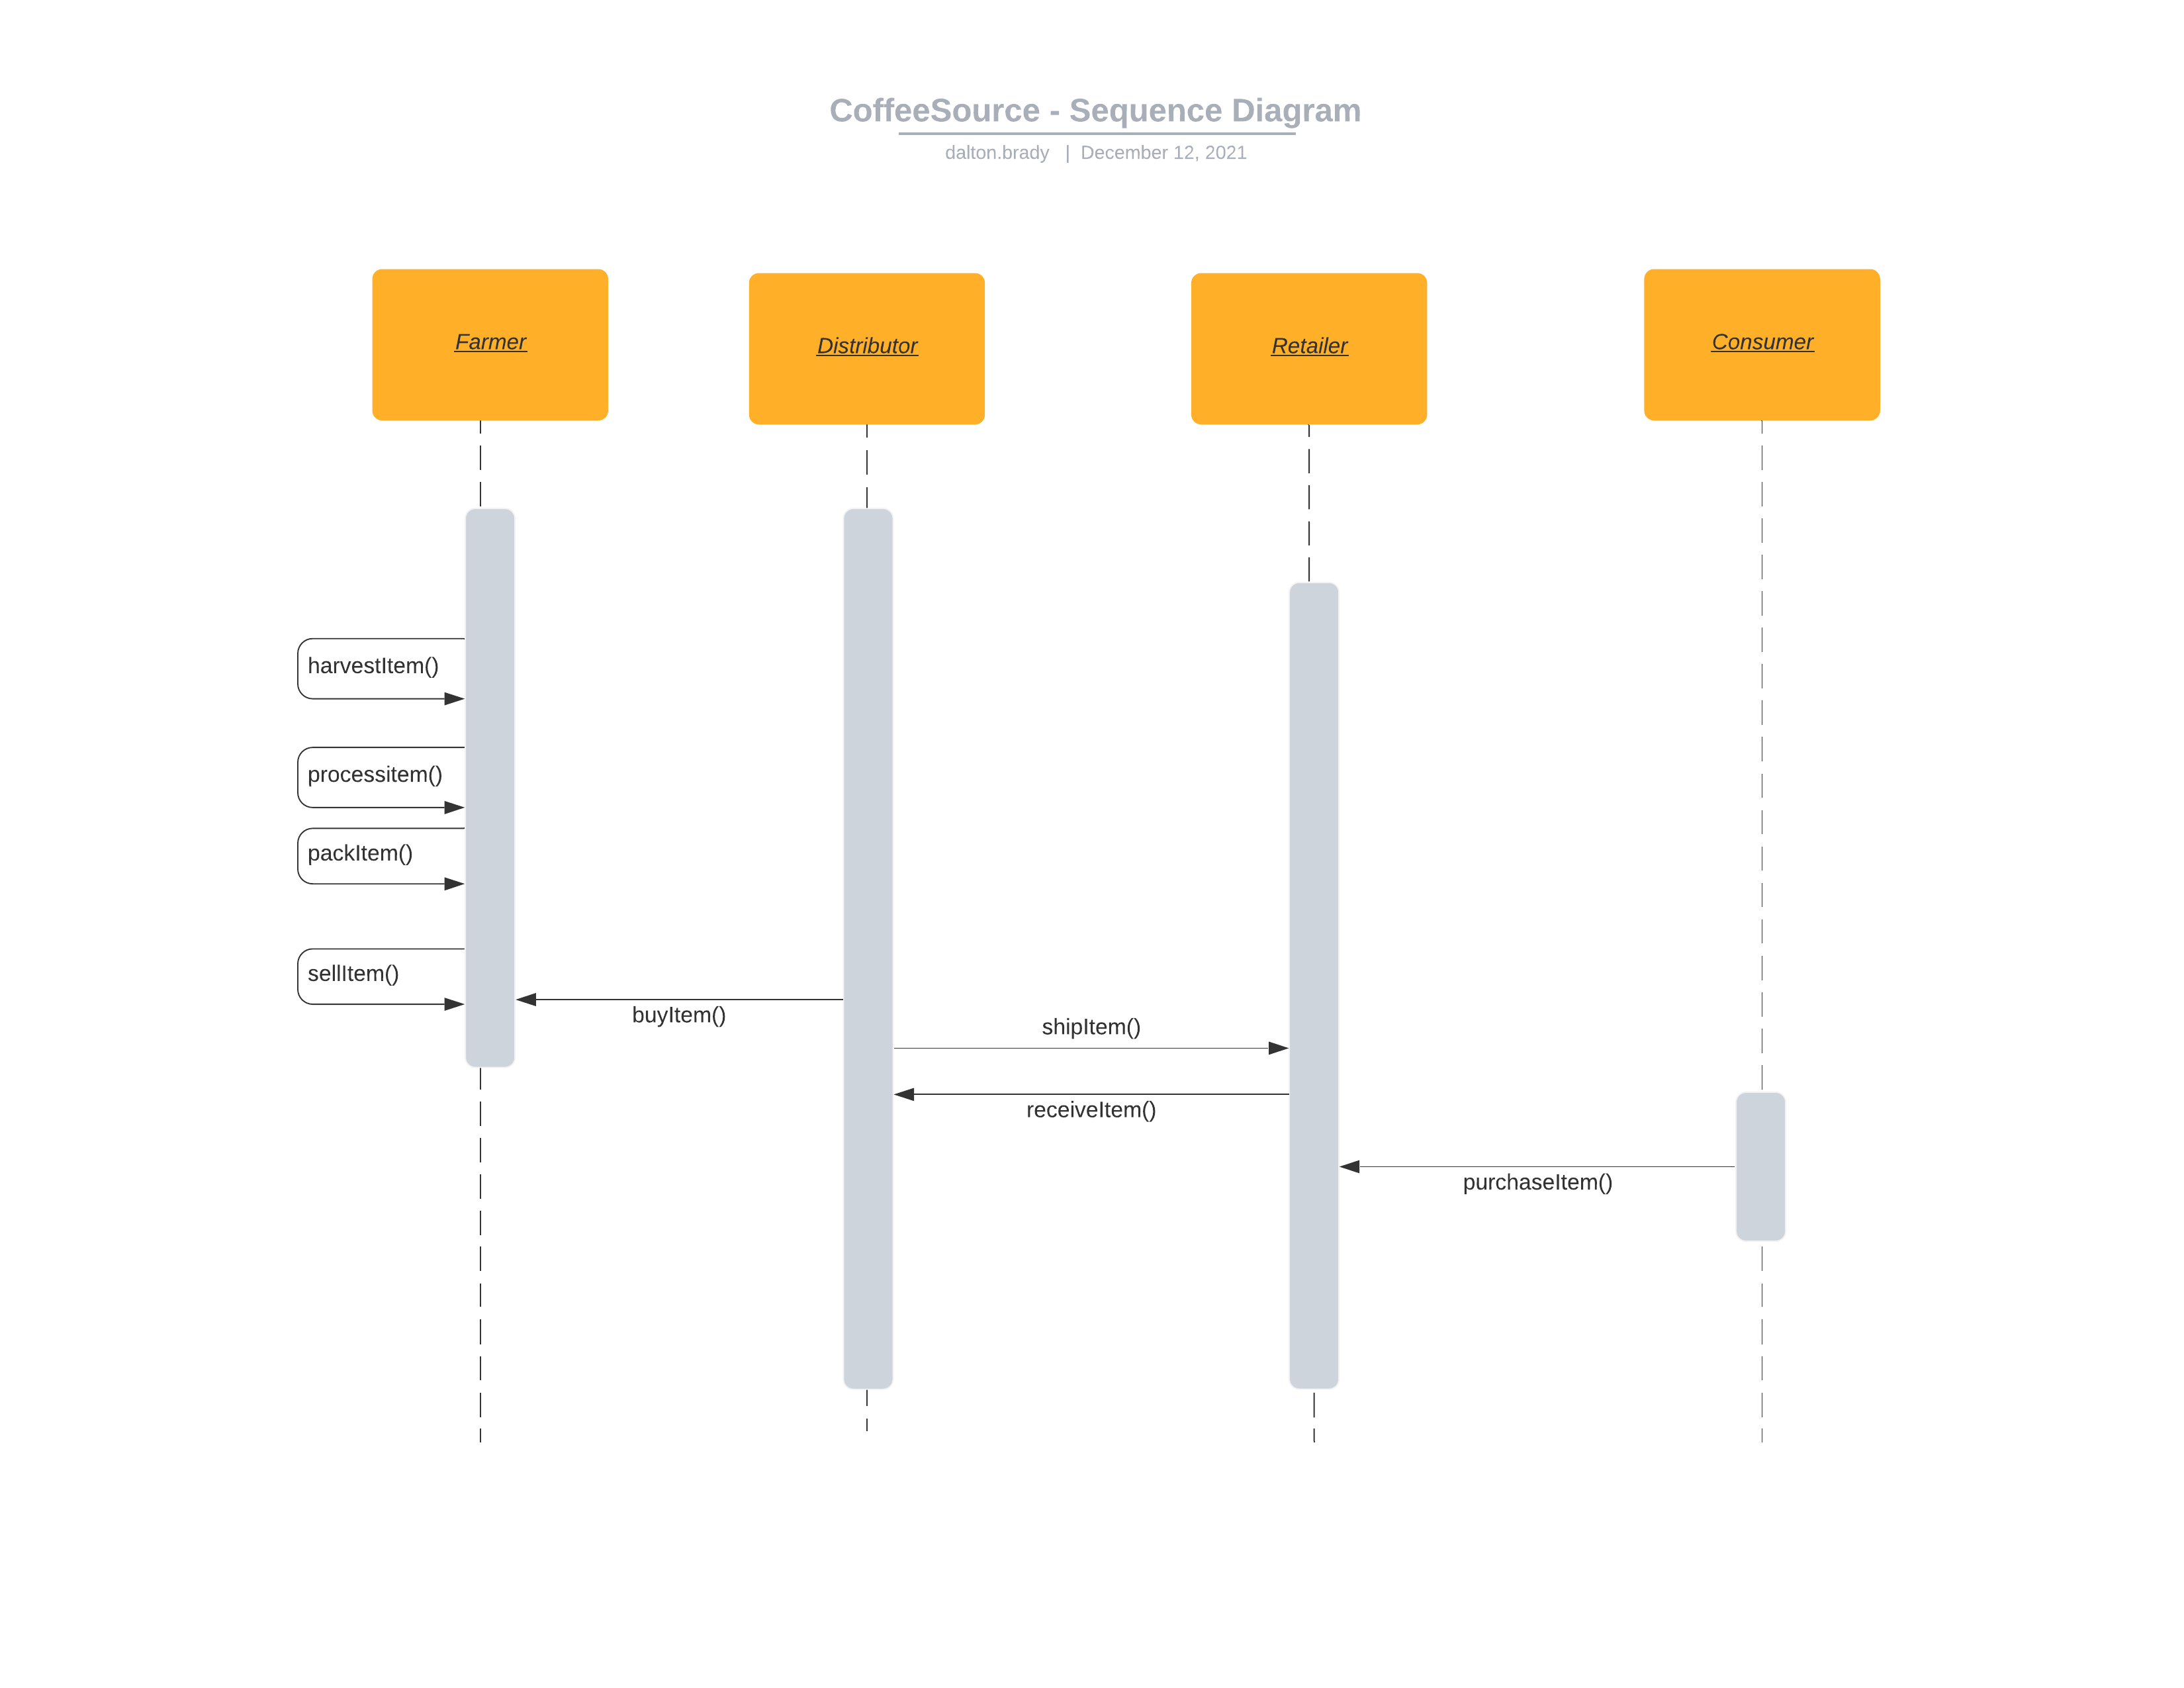 CoffeeSource - Sequence Diagram
dalton.brady | December 12, 2021
Farmer
Distributor
Retailer
Consumer
harvestItem()
processitem()
packItem()
sellItem()
buyItem()
shipItem()
receiveItem()
purchaseItem()